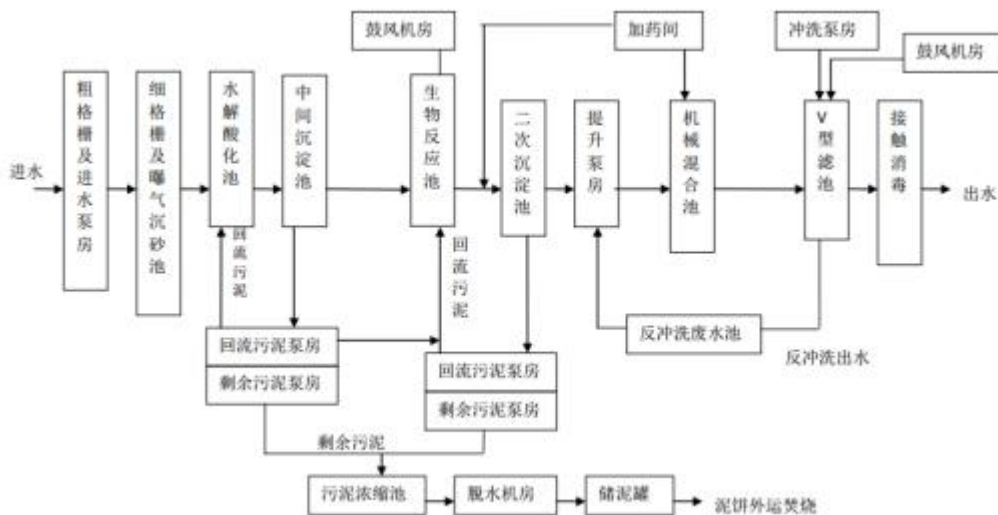 鼓风机房
加药间
冲洗泵房
鼓风机房
进水
粗格栅及进水泵房
细格栅及曝气沉砂池
水解酸化池
中间沉淀池
生物反应池
二次沉淀池
提升泵房
机械混合池
V型滤池
接触消毒
出水
回流污泥
回流污泥
回流污泥泵房
剩余污泥泵房
回流污泥泵房
剩余污泥泵房
反冲洗废水池
反冲洗出水
剩余污泥
污泥浓缩池
脱水机房
储泥罐
泥饼外运焚烧